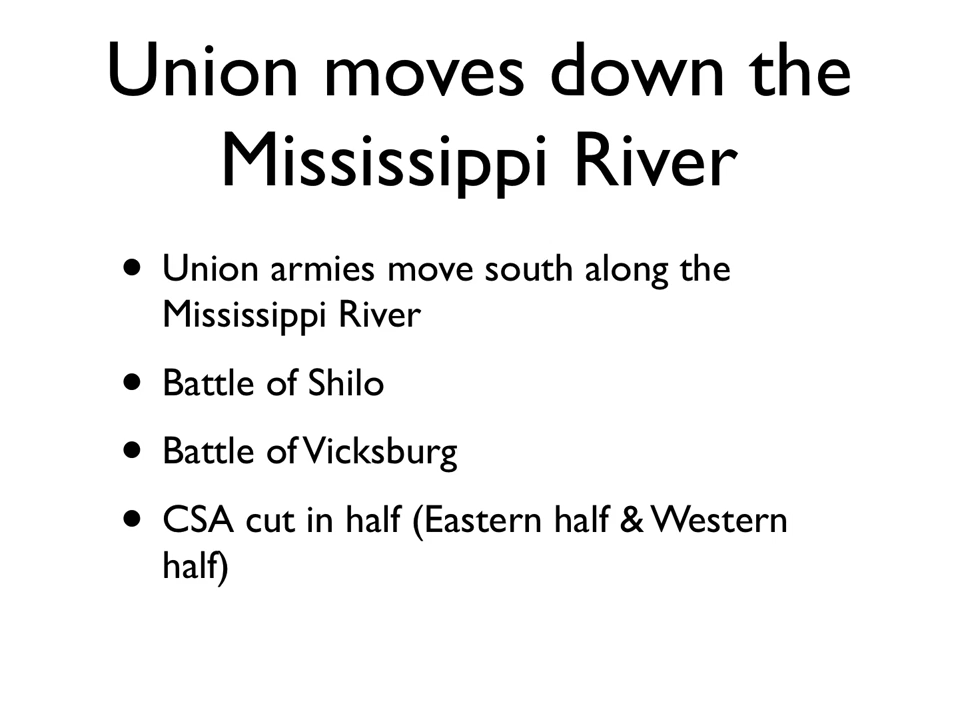 Union moves down the
Mississippi River
• Union armies move south along the
Mississippi River
• Battle of Shilo
• Battle of Vicksburg
• CSA cut in half (Eastern half & Western
half)